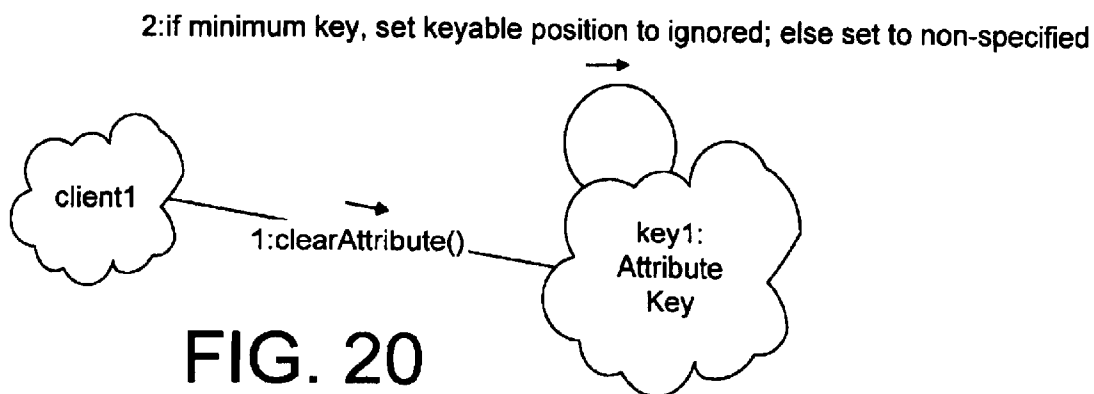 2:if minimum key, set keyable position to ignored; else set to non-specified
client1
1:clearAttribute()
key1:
Attribute
Key
FIG. 20